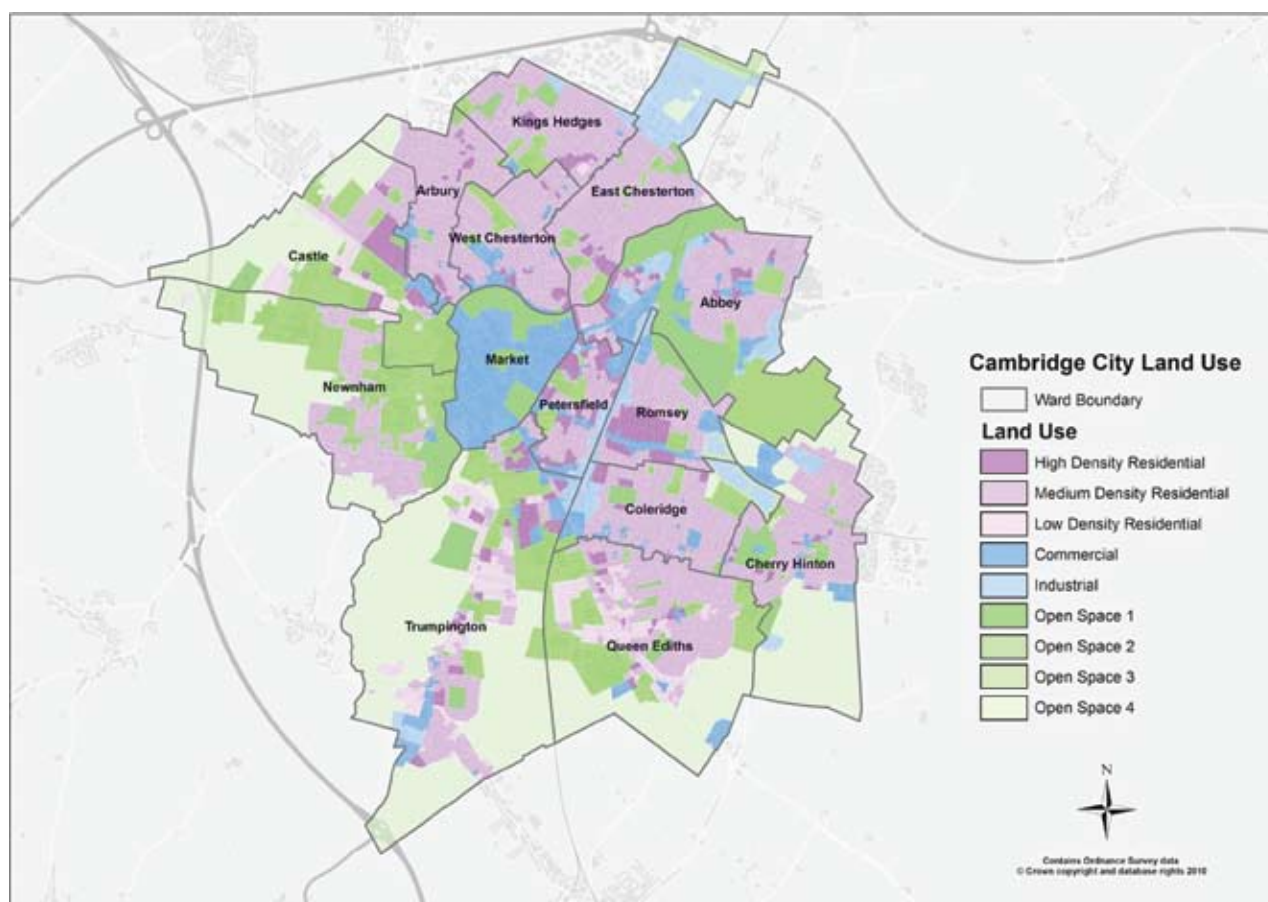 Kings Hedges
Arbury
East Chesterton
West Chesterton
Castle
Abbey
Market
Newnham
Petersfield
Romsey
Coleridge
Cherry Hinton
Trumpington
Queen Ediths
Cambridge City Land Use
Ward Boundary
Land Use
High Density Residential
Medium Density Residential
Low Density Residential
Commercial
Industrial
Open Space 1
Open Space 2
Open Space 3
Open Space 4
N
Contains Ordnance Survey data
© Crown copyright and database rights 2010